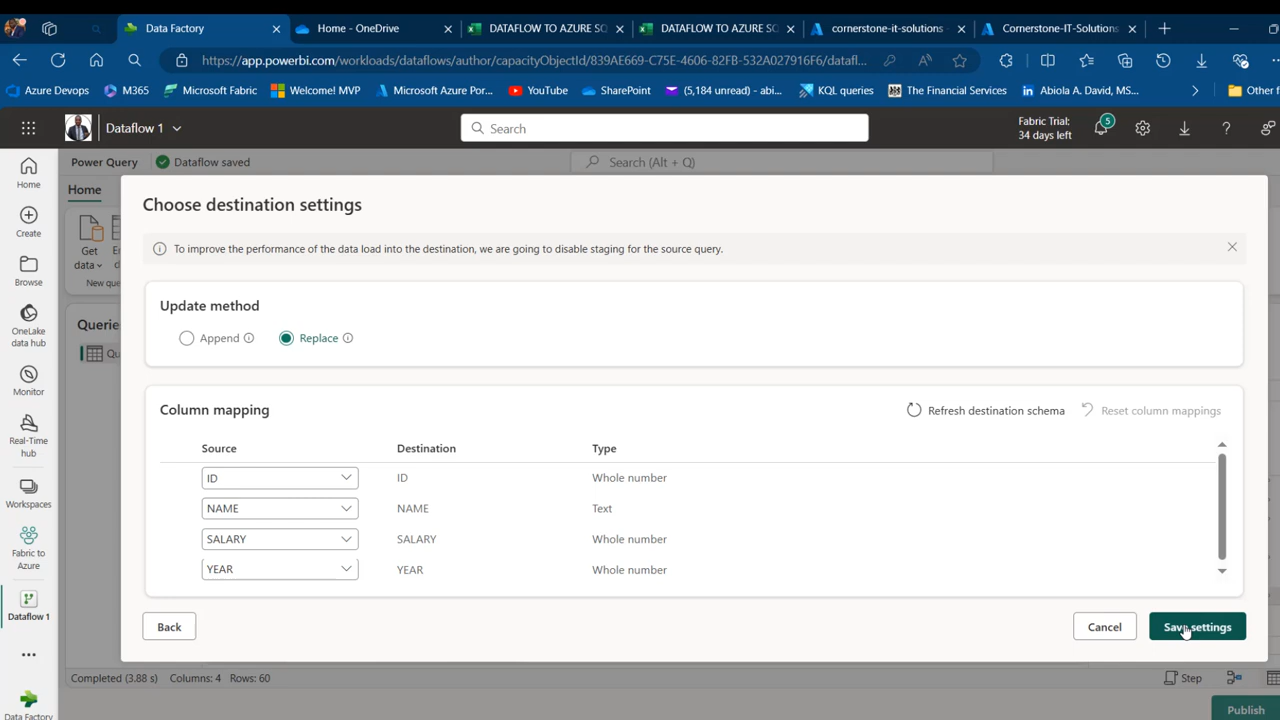 Data Factory
Home - OneDrive
DATAFLOW TO AZURE SQ
DATAFLOW TO AZURE SQ
cornerstone-it-solutions -
Cornerstone-IT-Solutions -
https://app.powerbi.com/workloads/dataflows/author/capacityObjectId/839AE669-C75E-4606-82FB-532A027916F6/datafl...
Azure Devops
M365
Microsoft Fabric
Welcome! MVP
Microsoft Azure Por...
YouTube
SharePoint
(5,184 unread) - abi...
KQL queries
The Financial Services
Abiola A. David, MS...
Other f
Dataflow 1
Search
Fabric Trial:
34 days left
5
Power Query
Dataflow saved
Search (Alt + Q)
Home
Home
Create
Browse
OneLake
data hub
Monitor
Real-Time
hub
Workspaces
Fabric to
Azure
Dataflow 1
Data Factory
Get
data
New que
Queries
Qu
Choose destination settings
To improve the performance of the data load into the destination, we are going to disable staging for the source query.
Update method
Append
Replace
Column mapping
Refresh destination schema
Reset column mappings
Source Destination Type
ID ID Whole number
NAME NAME Text
SALARY SALARY Whole number
YEAR YEAR Whole number
Back
Cancel
Save settings
Completed (3.88 s) Columns: 4 Rows: 60
Step
Publish